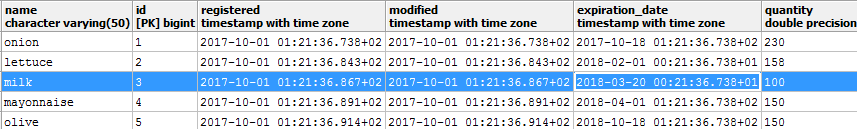 name id registered modified expiration_date quantity
character varying(50) [PK] bigint timestamp with time zone timestamp with time zone timestamp with time zone double precision
onion 1 2017-10-01 01:21:36.738+02 2017-10-01 01:21:36.738+02 2017-10-18 01:21:36.738+02 230
lettuce 2 2017-10-01 01:21:36.843+02 2017-10-01 01:21:36.843+02 2018-02-01 00:21:36.738+01 158
milk 3 2017-10-01 01:21:36.867+02 2017-10-01 01:21:36.867+02 2018-03-20 00:21:36.738+01 100
mayonnaise 4 2017-10-01 01:21:36.891+02 2017-10-01 01:21:36.891+02 2018-04-01 01:21:36.738+02 150
olive 5 2017-10-01 01:21:36.914+02 2017-10-01 01:21:36.914+02 2018-10-18 01:21:36.738+02 150